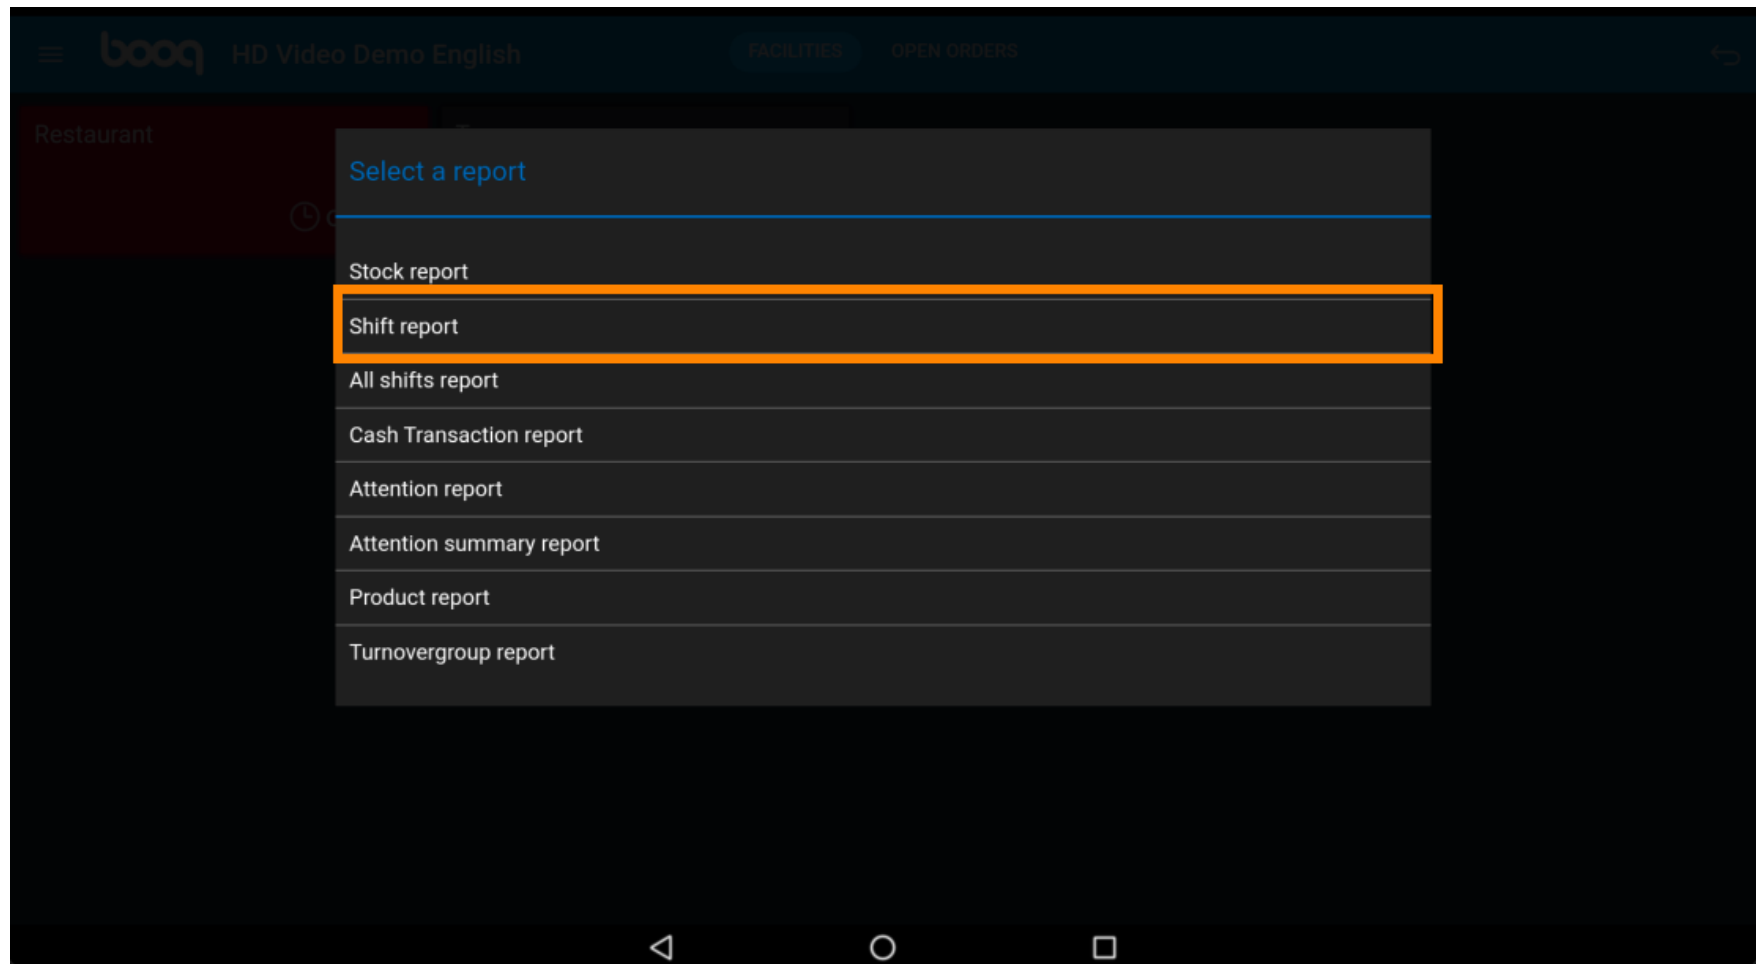 booq HD Video Demo English FACILITIES OPEN ORDERS
Restaurant
Select a report
Stock report
Shift report
All shifts report
Cash Transaction report
Attention report
Attention summary report
Product report
Turnovergroup report